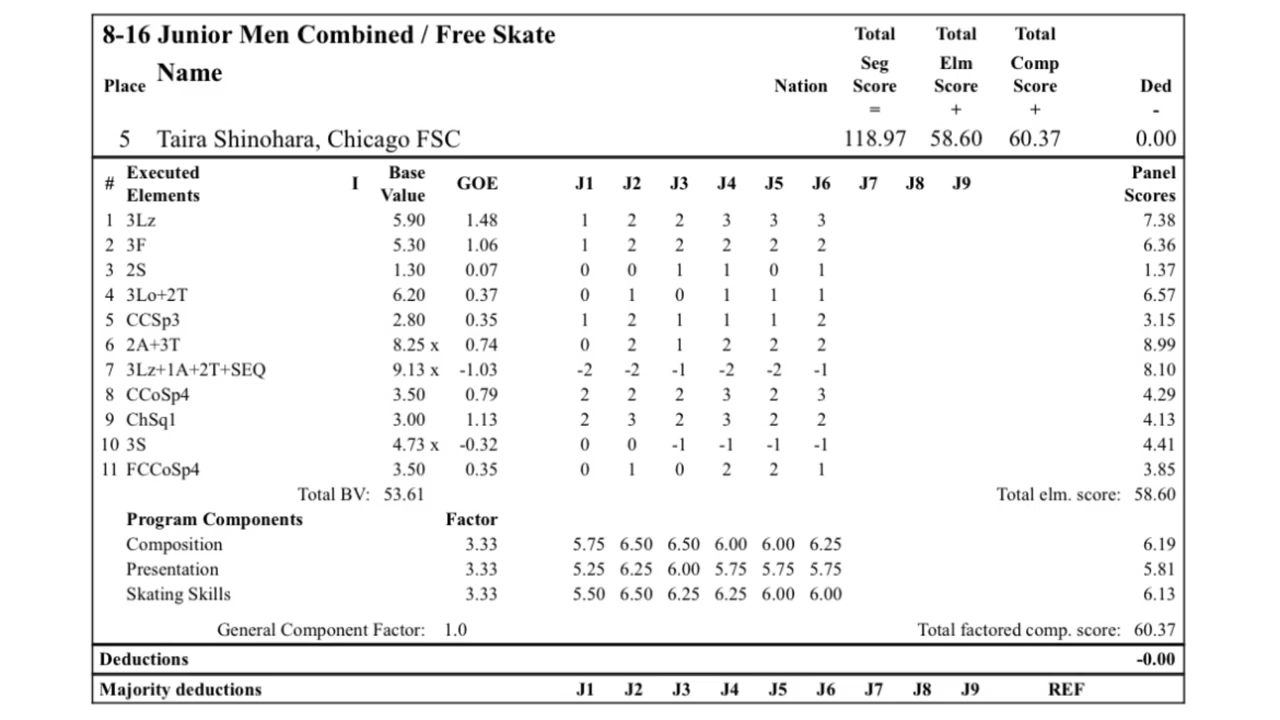 8-16 Junior Men Combined / Free Skate Total Total Total
Name Seg Elm Comp
Place Nation Score Score Score Ded
= + + -
5 Taira Shinohara, Chicago FSC 118.97 58.60 60.37 0.00
# Executed Elements I Base Value GOE J1 J2 J3 J4 J5 J6 J7 J8 J9 Panel Scores
1 3Lz 5.90 1.48 1 2 2 3 3 3 7.38
2 3F 5.30 1.06 1 2 2 2 2 2 6.36
3 2S 1.30 0.07 0 0 1 1 0 1 1.37
4 3Lo+2T 6.20 0.37 0 1 0 1 1 1 6.57
5 CCSp3 2.80 0.35 1 2 1 1 1 2 3.15
6 2A+3T 8.25 x 0.74 0 2 1 2 2 2 8.99
7 3Lz+1A+2T+SEQ 9.13 x -1.03 -2 -2 -1 -2 -2 -1 8.10
8 CCoSp4 3.50 0.79 2 2 2 3 2 3 4.29
9 ChSq1 3.00 1.13 2 3 2 3 2 2 4.13
10 3S 4.73 x -0.32 0 0 -1 -1 -1 -1 4.41
11 FCCoSp4 3.50 0.35 0 1 0 2 2 1 3.85
Total BV: 53.61 Total elm. score: 58.60
Program Components Factor
Composition 3.33 5.75 6.50 6.50 6.00 6.00 6.25 6.19
Presentation 3.33 5.25 6.25 6.00 5.75 5.75 5.75 5.81
Skating Skills 3.33 5.50 6.50 6.25 6.25 6.00 6.00 6.13
General Component Factor: 1.0 Total factored comp. score: 60.37
Deductions -0.00
Majority deductions J1 J2 J3 J4 J5 J6 J7 J8 J9 REF